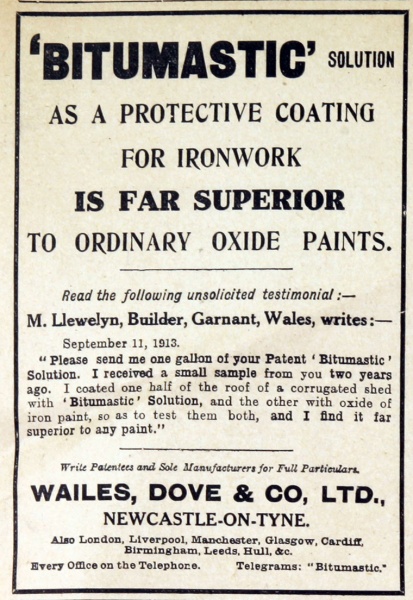 'BITUMASTIC' SOLUTION
AS A PROTECTIVE COATING
FOR IRONWORK
IS FAR SUPERIOR
TO ORDINARY OXIDE PAINTS.
Read the following unsolicited testimonial:—
M. Llewelyn, Builder, Garnant, Wales, writes:—
September 11, 1913.
"Please send me one gallon of your Patent 'Bitumastic'
Solution. I received a small sample from you two years
ago. I coated one half of the roof of a corrugated shed
with 'Bitumastic' Solution, and the other with oxide of
iron paint, so as to test them both, and I find it far
superior to any paint."
Write Patentees and Sole Manufacturers for Full Particulars.
WAILES, DOVE & CO, LTD.,
NEWCASTLE-ON-TYNE.
Also London, Liverpool, Manchester, Glasgow, Cardiff,
Birmingham, Leeds, Hull, &c.
Every Office on the Telephone. Telegrams: "Bitumastic."